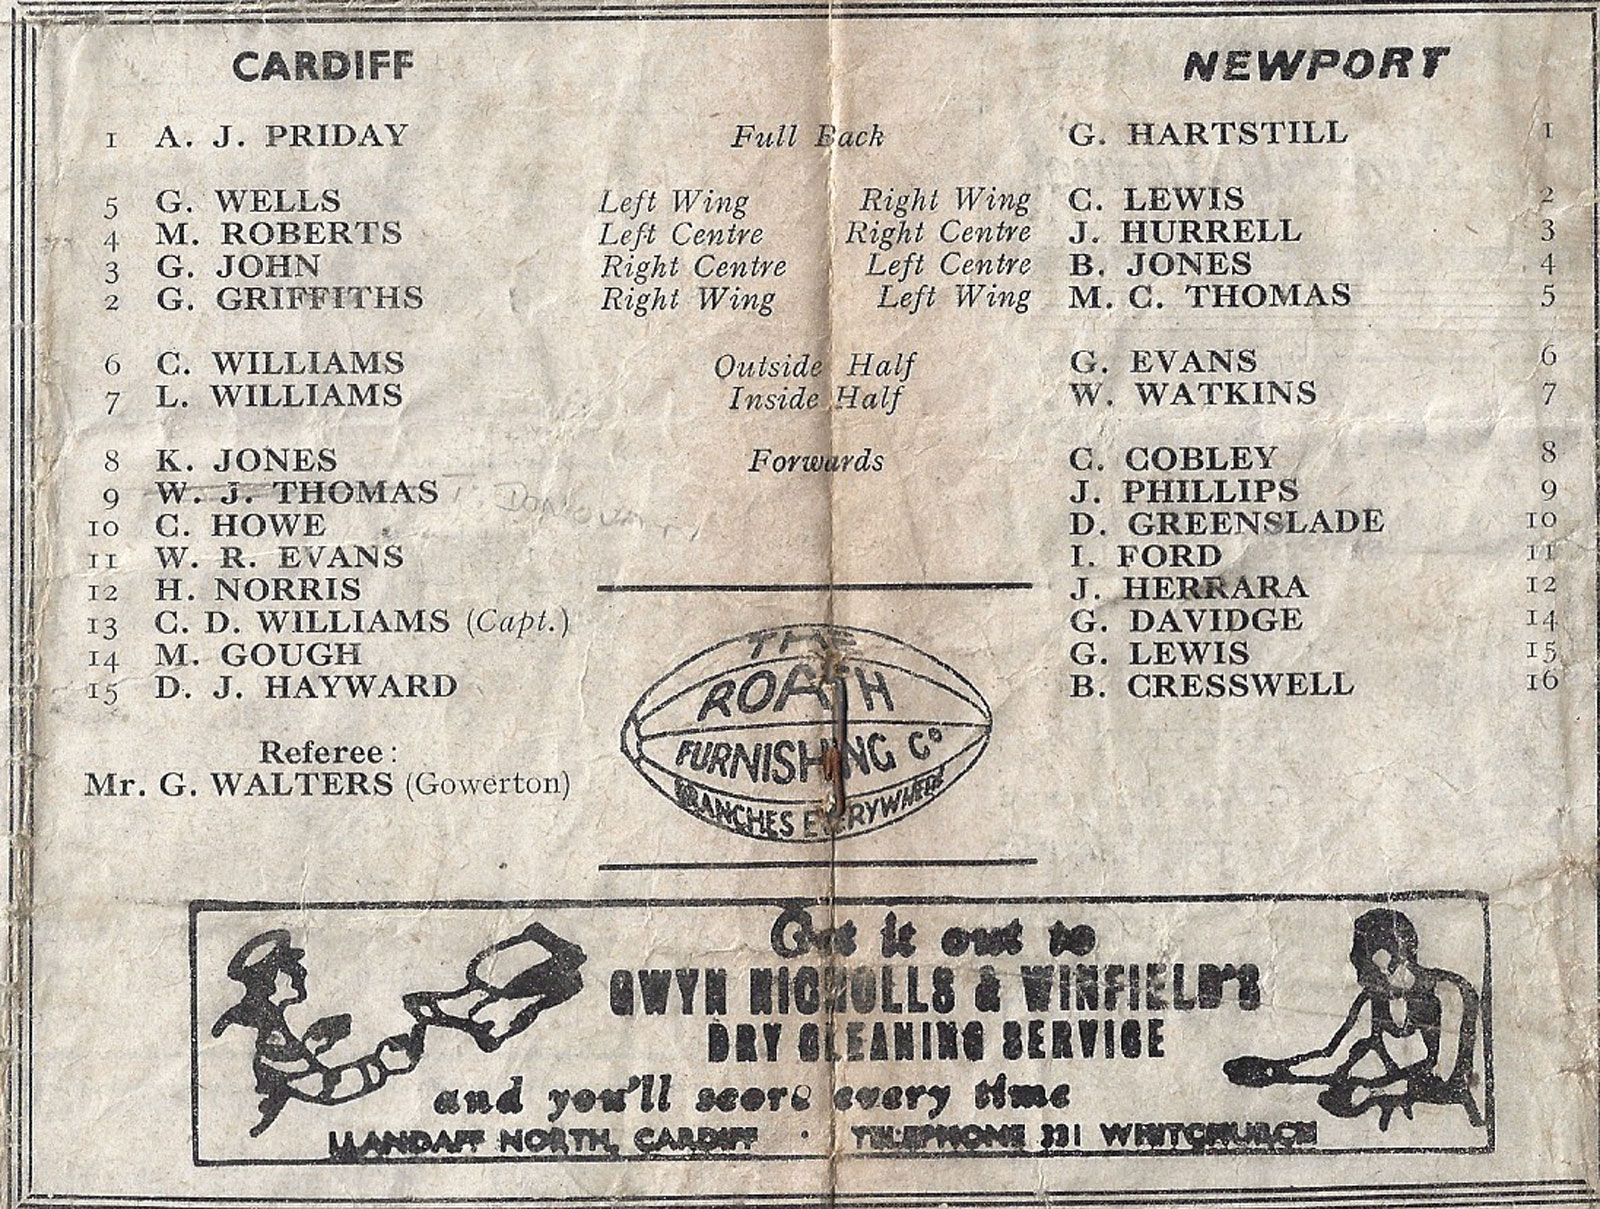 CARDIFF NEWPORT
1 A. J. PRIDAY Full Back G. HARTSTILL 1
5 G. WELLS Left Wing Right Wing C. LEWIS 2
4 M. ROBERTS Left Centre Right Centre J. HURRELL 3
3 G. JOHN Right Centre Left Centre B. JONES 4
2 G. GRIFFITHS Right Wing Left Wing M. C. THOMAS 5
6 C. WILLIAMS Outside Half G. EVANS 6
7 L. WILLIAMS Inside Half W. WATKINS 7
8 K. JONES Forwards C. COBLEY 8
9 W. J. THOMAS DONOVAN J. PHILLIPS 9
10 C. HOWE D. GREENSLADE 10
11 W. R. EVANS I. FORD 11
12 H. NORRIS J. HERRARA 12
13 C. D. WILLIAMS (Capt.) G. DAVIDGE 14
14 M. GOUGH G. LEWIS 15
15 D. J. HAYWARD B. CRESSWELL 16
Referee:
Mr. G. WALTERS (Gowerton)
THE
ROATH
FURNISHING Co
BRANCHES EVERYWHERE
Get it out to
GWYN NICHOLLS & WINFIELD'S
DRY CLEANING SERVICE
and you'll score every time
LLANDAFF NORTH, CARDIFF · TELEPHONE 331 WHITCHURCH